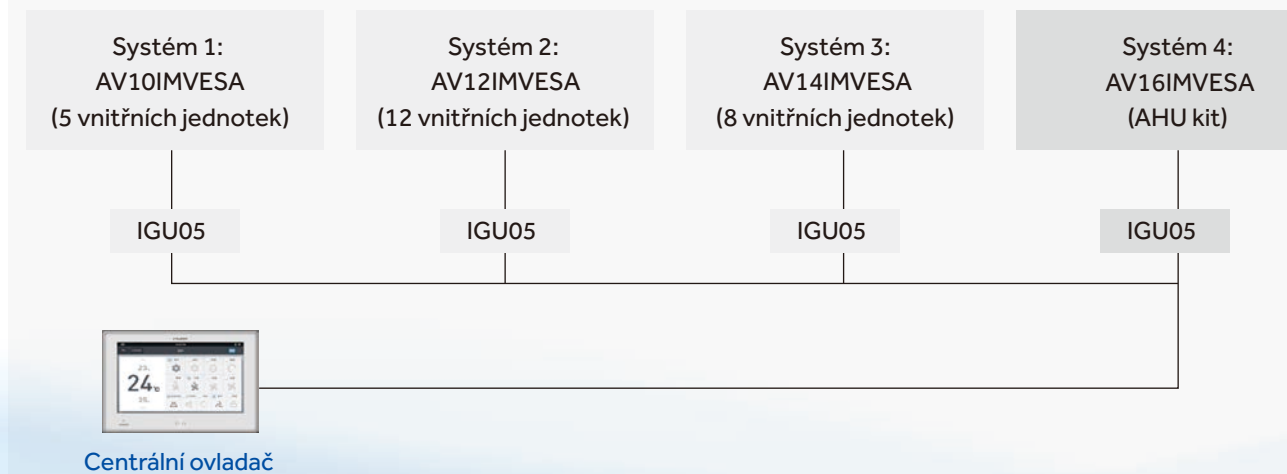 Systém 1:
AV10IMVESA
(5 vnitřních jednotek)
Systém 2:
AV12IMVESA
(12 vnitřních jednotek)
Systém 3:
AV14IMVESA
(8 vnitřních jednotek)
Systém 4:
AV16IMVESA
(AHU kit)
IGU05
IGU05
IGU05
IGU05
24
Centrální ovladač